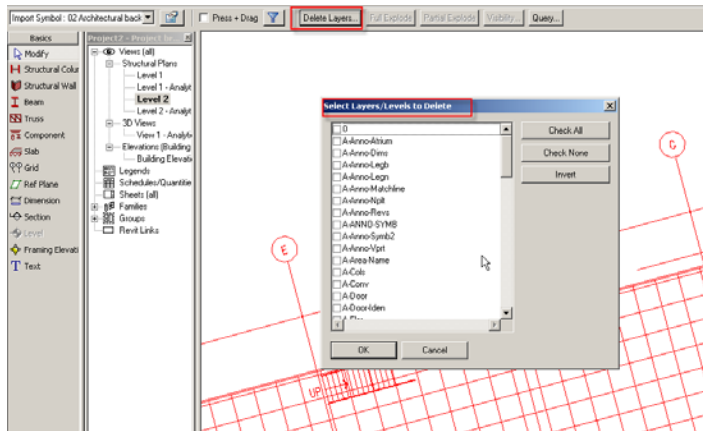 Import Symbol : 02 Architectural back
Press + Drag
Delete Layers...
Full Explode
Partial Explode
Visibility...
Query...
Basics
Modify
Structural Colur
Structural Wall
Beam
Truss
Component
Slab
Grid
Ref Plane
Dimension
Section
Level
Framing Elevati
Text
Project2 - Project be...
Views (all)
Structural Plans
Level 1
Level 1 - Analyt
Level 2
Level 2 - Analyt
3D Views
View 1 - Analyti
Elevations (Building
Building Elevati
Legends
Schedules/Quantitie
Sheets (all)
Families
Groups
Revit Links
Select Layers/Levels to Delete
0
A-Anno-Atrium
A-Anno-Dims
A-Anno-Legb
A-Anno-Legn
A-Anno-Matchline
A-Anno-Nplt
A-Anno-Revs
A-ANNO-SYMB
A-Anno-Symb2
A-Anno-Vprt
A-Area-Name
A-Cols
A-Conv
A-Door
A-Door-Iden
Check All
Check None
Invert
OK
Cancel
E
G
UP